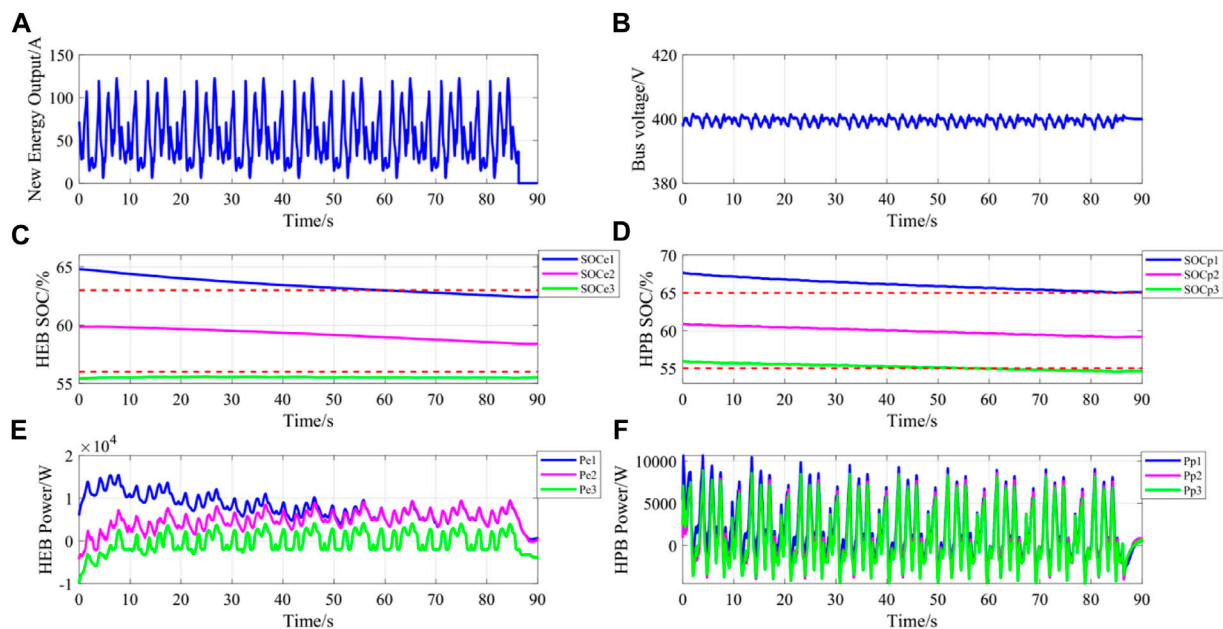 A
New Energy Output/A
150
100
50
0
0 10 20 30 40 50 60 70 80 90
Time/s
B
Bus voltage/V
420
400
380
0 10 20 30 40 50 60 70 80 90
Time/s
C
HEB SOC/%
65
60
55
0 10 20 30 40 50 60 70 80 90
Time/s
SOCe1
SOCe2
SOCe3
D
HPB SOC/%
70
65
60
55
0 10 20 30 40 50 60 70 80 90
Time/s
SOCp1
SOCp2
SOCp3
E
×10^4
HEB Power/W
2
1
0
-1
0 10 20 30 40 50 60 70 80 90
Time/s
Pe1
Pe2
Pe3
F
HPB Power/W
10000
5000
0
0 10 20 30 40 50 60 70 80 90
Time/s
Pp1
Pp2
Pp3